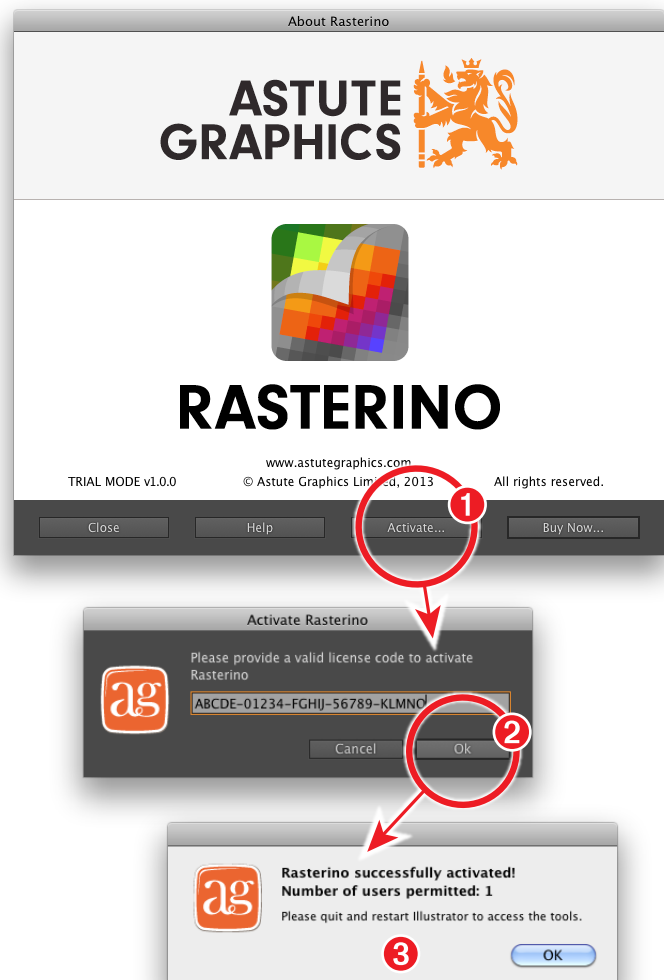 About Rasterino
ASTUTE
GRAPHICS
RASTERINO
www.astutegraphics.com
TRIAL MODE v1.0.0 © Astute Graphics Limited, 2013 All rights reserved.
1
Close Help Activate... Buy Now...
Activate Rasterino
Please provide a valid license code to activate
Rasterino
ag
ABCDE-01234-FGHIJ-56789-KLMNO
2
Cancel Ok
Rasterino successfully activated!
Number of users permitted: 1
ag
Please quit and restart Illustrator to access the tools.
3
OK